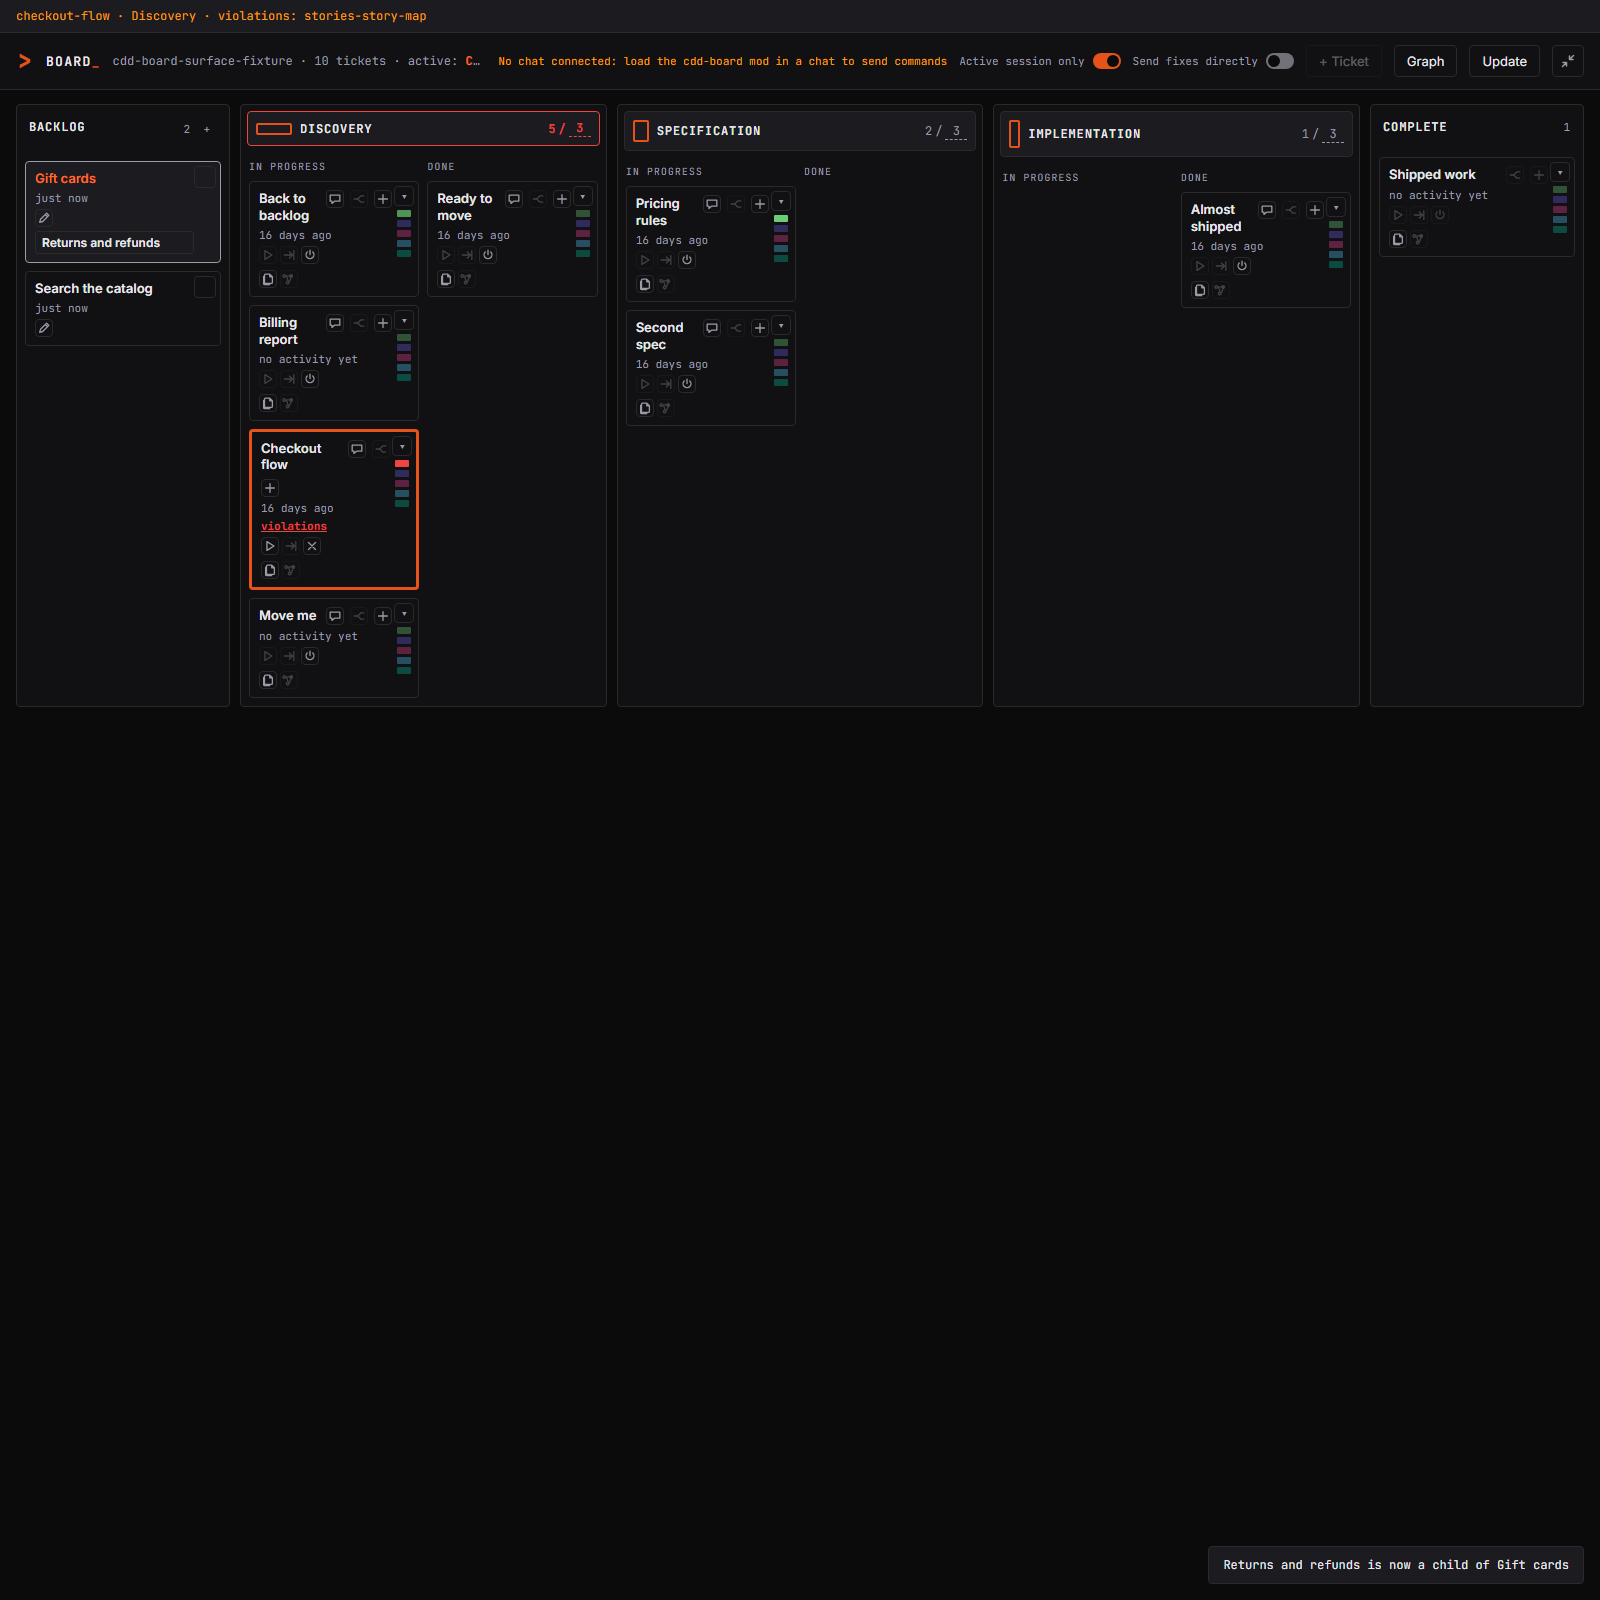 checkout-flow · Discovery · violations: stories-story-map
BOARD_ cdd-board-surface-fixture · 10 tickets · active: C… No chat connected: load the cdd-board mod in a chat to send commands Active session only Send fixes directly + Ticket Graph Update
BACKLOG 2 +
Gift cards
just now
Returns and refunds
Search the catalog
just now
DISCOVERY 5 / 3
IN PROGRESS
Back to
backlog
16 days ago
Billing
report
no activity yet
Checkout
flow
16 days ago
violations
Move me
no activity yet
DONE
Ready to
move
16 days ago
SPECIFICATION 2 / 3
IN PROGRESS
Pricing
rules
16 days ago
Second
spec
16 days ago
DONE
IMPLEMENTATION 1 / 3
IN PROGRESS
DONE
Almost
shipped
16 days ago
COMPLETE 1
Shipped work
no activity yet
Returns and refunds is now a child of Gift cards